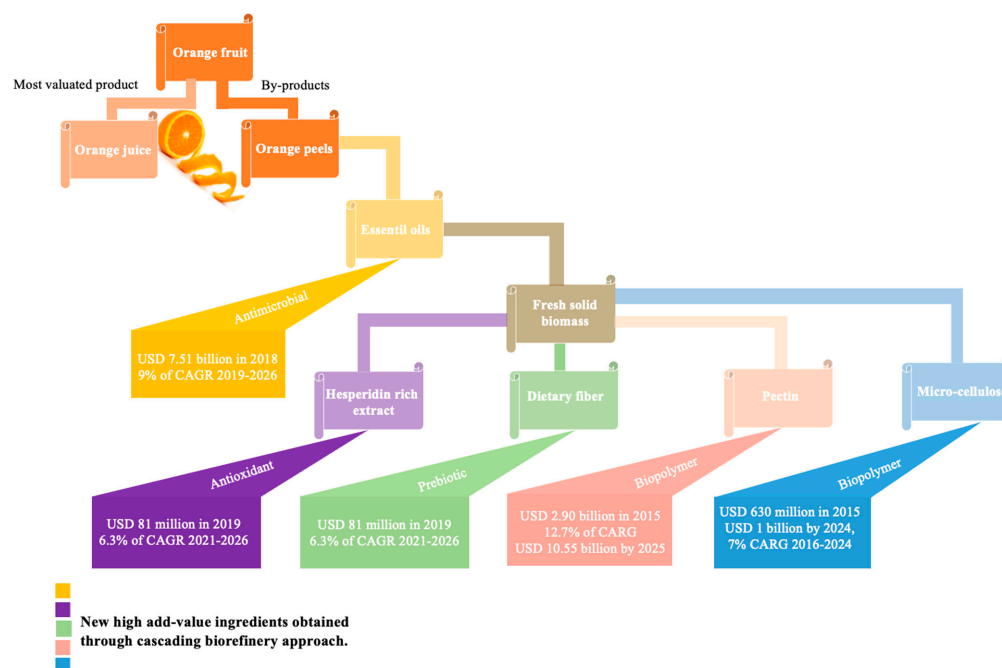 Orange fruit
Most valuated product
By-products
Orange juice
Orange peels
Essentil oils
Fresh solid
biomass
Antimicrobial
USD 7.51 billion in 2018
9% of CAGR 2019-2026
Hesperidin rich
extract
Dietary fiber
Pectin
Micro-cellulos
Antioxidant
Prebiotic
Biopolymer
Biopolymer
USD 81 million in 2019
6.3% of CAGR 2021-2026
USD 81 million in 2019
6.3% of CAGR 2021-2026
USD 2.90 billion in 2015
12.7% of CARG
USD 10.55 billion by 2025
USD 630 million in 2015
USD 1 billion by 2024,
7% CARG 2016-2024
New high add-value ingredients obtained
through cascading biorefinery approach.